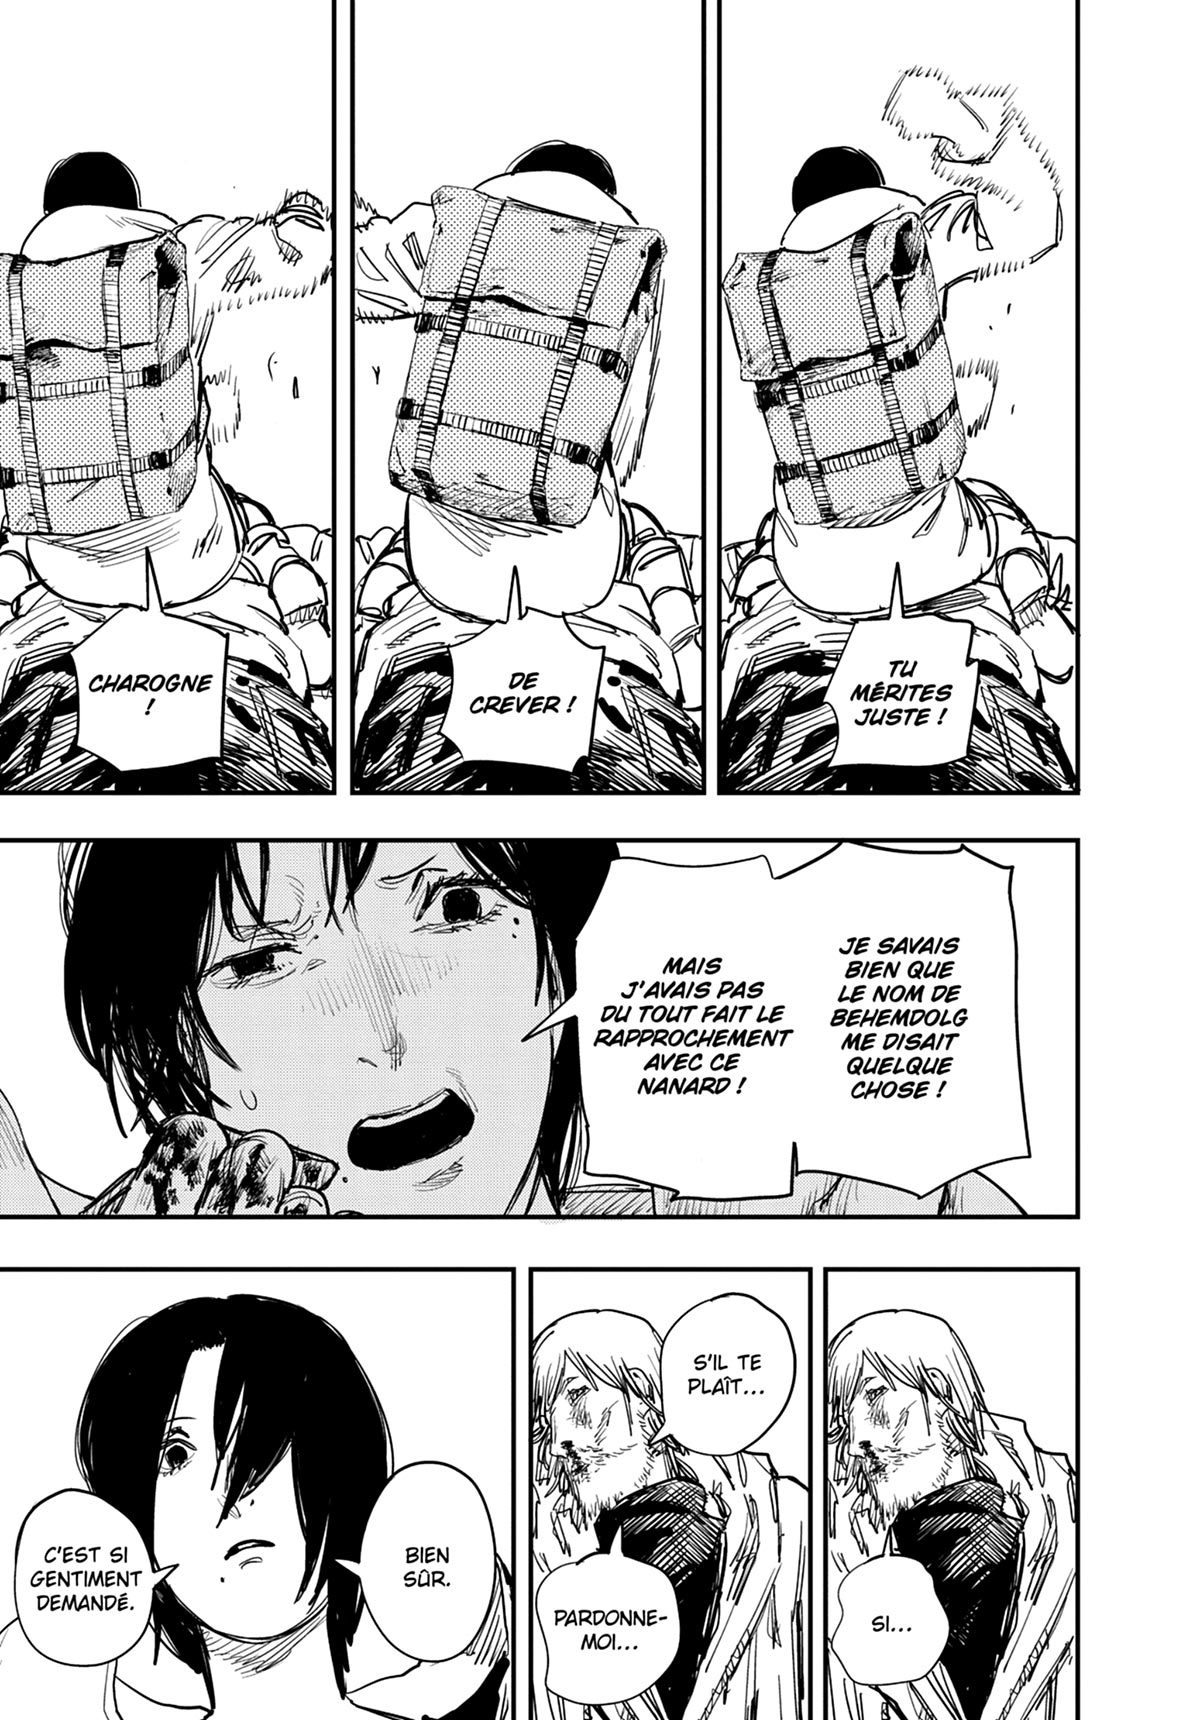 TU
MÉRITES
JUSTE !
DE
CREVER !
CHAROGNE
!
JE SAVAIS
BIEN QUE
LE NOM DE
BEHEMDOLG
ME DISAIT
QUELQUE
CHOSE !
MAIS
J'AVAIS PAS
DU TOUT FAIT LE
RAPPROCHEMENT
AVEC CE
NANARD !
SI...
S'IL TE
PLAÎT...
PARDONNE-
MOI...
BIEN
SÛR.
C'EST SI
GENTIMENT
DEMANDÉ.